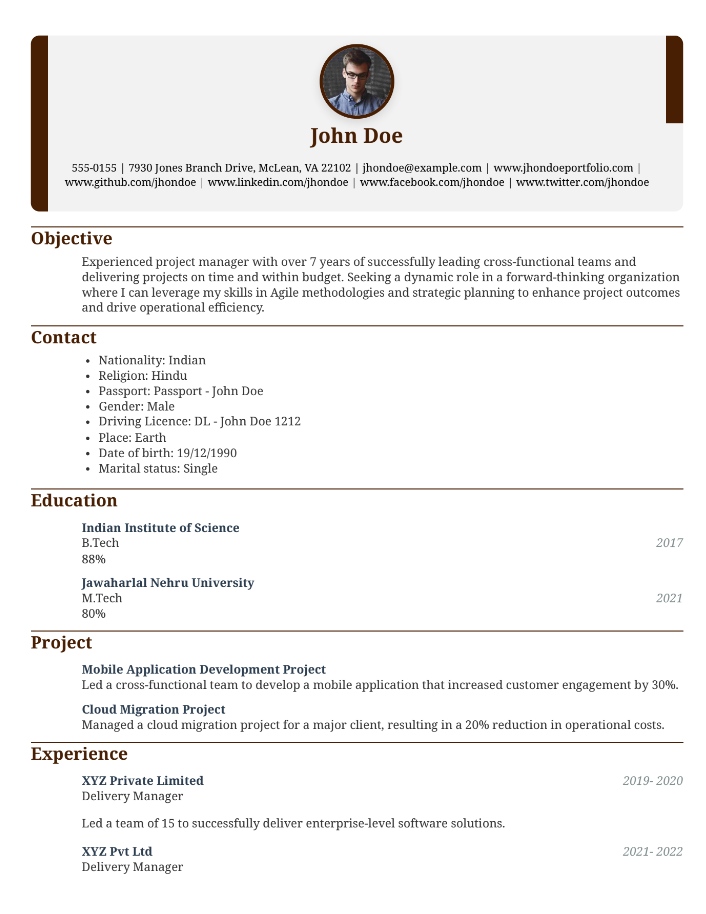 John Doe
555-0155 | 7930 Jones Branch Drive, McLean, VA 22102 | jhondoe@example.com | www.jhondoeportfolio.com |
www.github.com/jhondoe | www.linkedin.com/jhondoe | www.facebook.com/jhondoe | www.twitter.com/jhondoe
Objective
Experienced project manager with over 7 years of successfully leading cross-functional teams and
delivering projects on time and within budget. Seeking a dynamic role in a forward-thinking organization
where I can leverage my skills in Agile methodologies and strategic planning to enhance project outcomes
and drive operational efficiency.
Contact
• Nationality: Indian
• Religion: Hindu
• Passport: Passport - John Doe
• Gender: Male
• Driving Licence: DL - John Doe 1212
• Place: Earth
• Date of birth: 19/12/1990
• Marital status: Single
Education
Indian Institute of Science
B.Tech 2017
88%
Jawaharlal Nehru University
M.Tech 2021
80%
Project
Mobile Application Development Project
Led a cross-functional team to develop a mobile application that increased customer engagement by 30%.
Cloud Migration Project
Managed a cloud migration project for a major client, resulting in a 20% reduction in operational costs.
Experience
XYZ Private Limited 2019- 2020
Delivery Manager
Led a team of 15 to successfully deliver enterprise-level software solutions.
XYZ Pvt Ltd 2021- 2022
Delivery Manager